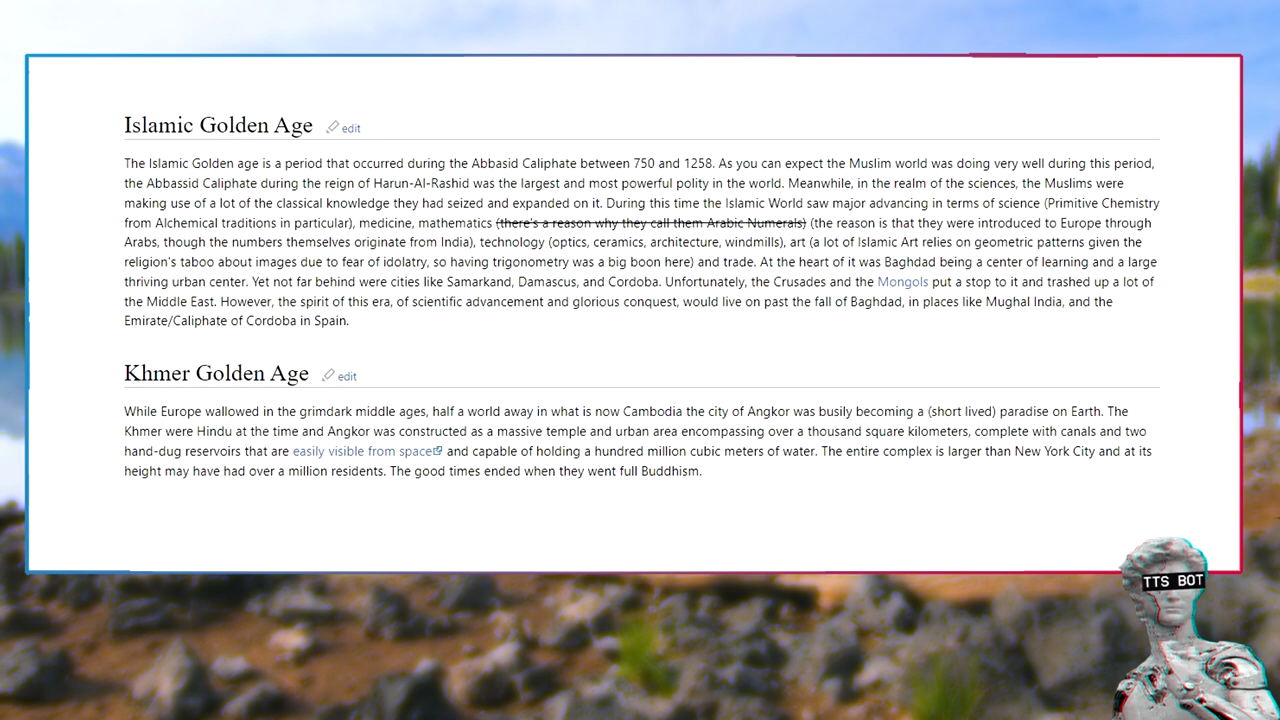 Islamic Golden Age edit
The Islamic Golden age is a period that occurred during the Abbasid Caliphate between 750 and 1258. As you can expect the Muslim world was doing very well during this period,
the Abbassid Caliphate during the reign of Harun-Al-Rashid was the largest and most powerful polity in the world. Meanwhile, in the realm of the sciences, the Muslims were
making use of a lot of the classical knowledge they had seized and expanded on it. During this time the Islamic World saw major advancing in terms of science (Primitive Chemistry
from Alchemical traditions in particular), medicine, mathematics (there's a reason why they call them Arabic Numerals) (the reason is that they were introduced to Europe through
Arabs, though the numbers themselves originate from India), technology (optics, ceramics, architecture, windmills), art (a lot of Islamic Art relies on geometric patterns given the
religion's taboo about images due to fear of idolatry, so having trigonometry was a big boon here) and trade. At the heart of it was Baghdad being a center of learning and a large
thriving urban center. Yet not far behind were cities like Samarkand, Damascus, and Cordoba. Unfortunately, the Crusades and the Mongols put a stop to it and trashed up a lot of
the Middle East. However, the spirit of this era, of scientific advancement and glorious conquest, would live on past the fall of Baghdad, in places like Mughal India, and the
Emirate/Caliphate of Cordoba in Spain.
Khmer Golden Age edit
While Europe wallowed in the grimdark middle ages, half a world away in what is now Cambodia the city of Angkor was busily becoming a (short lived) paradise on Earth. The
Khmer were Hindu at the time and Angkor was constructed as a massive temple and urban area encompassing over a thousand square kilometers, complete with canals and two
hand-dug reservoirs that are easily visible from space and capable of holding a hundred million cubic meters of water. The entire complex is larger than New York City and at its
height may have had over a million residents. The good times ended when they went full Buddhism.
TTS BOT